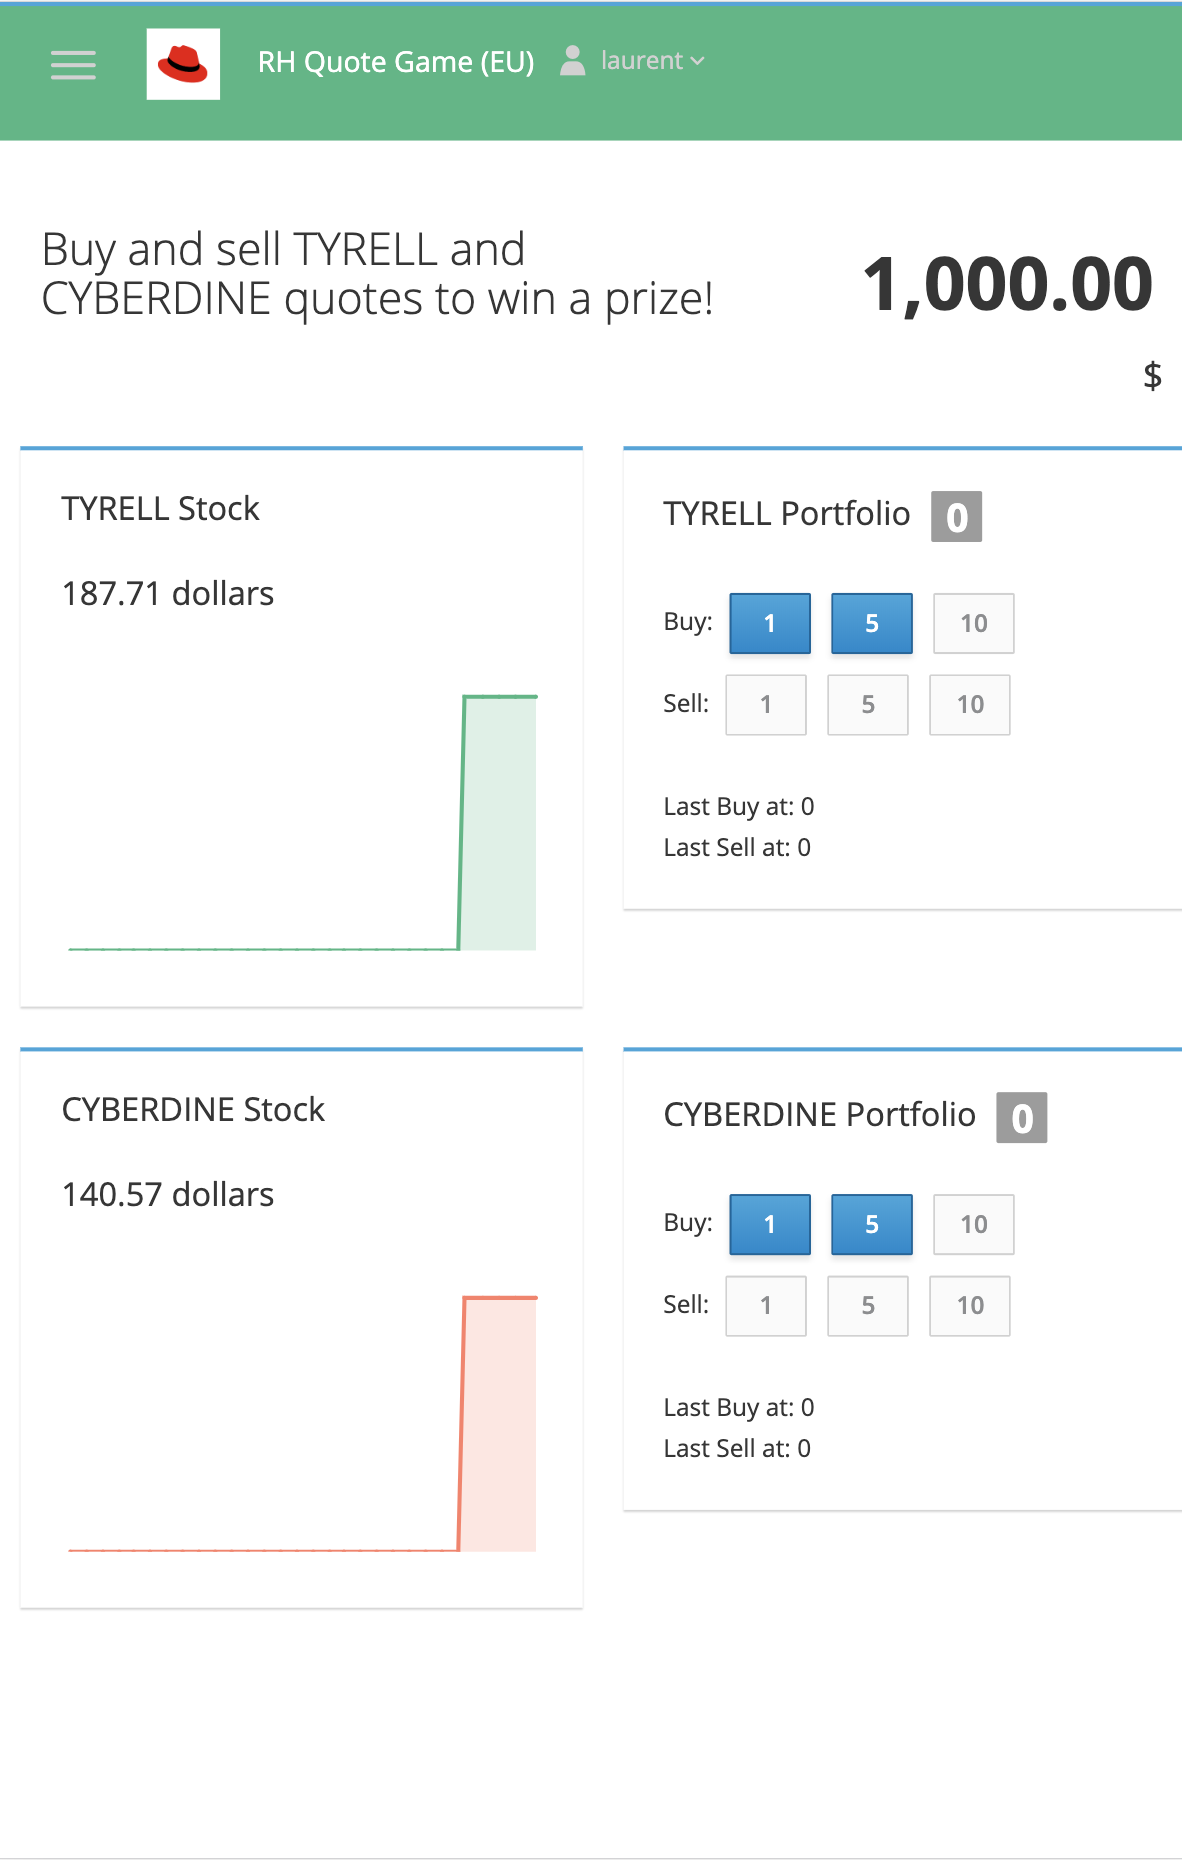 RH Quote Game (EU) laurent
Buy and sell TYRELL and
CYBERDINE quotes to win a prize!
1,000.00
$
TYRELL Stock
187.71 dollars
TYRELL Portfolio 0
Buy: 1 5 10
Sell: 1 5 10
Last Buy at: 0
Last Sell at: 0
CYBERDINE Stock
140.57 dollars
CYBERDINE Portfolio 0
Buy: 1 5 10
Sell: 1 5 10
Last Buy at: 0
Last Sell at: 0